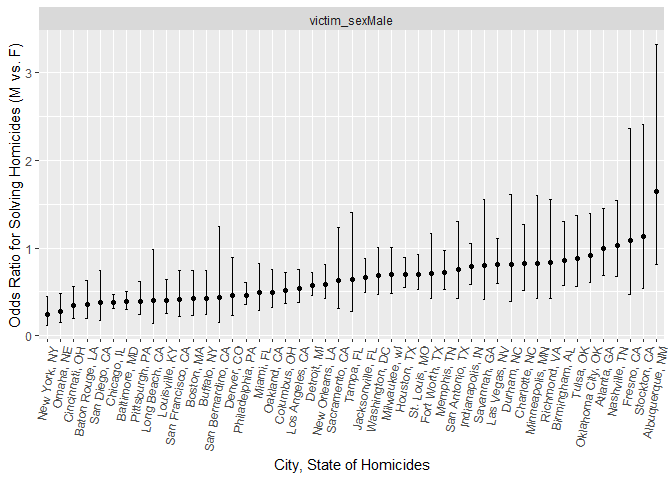 victim_sexMale
Odds Ratio for Solving Homicides (M vs. F)
3
2
1
0
New York, NY
Omaha, NE
Cincinnati, OH
Baton Rouge, LA
San Diego, CA
Chicago, IL
Baltimore, MD
Pittsburgh, PA
Long Beach, CA
Louisville, KY
San Francisco, CA
Boston, MA
Buffalo, NY
San Bernardino, CA
Denver, CO
Philadelphia, PA
Miami, FL
Oakland, CA
Columbus, OH
Los Angeles, CA
Detroit, MI
New Orleans, LA
Sacramento, CA
Tampa, FL
Jacksonville, FL
Washington, DC
Milwaukee, wI
Houston, TX
St. Louis, MO
Fort Worth, TX
Memphis, TN
San Antonio, TX
Indianapolis, IN
Savannah, GA
Las Vegas, NV
Durham, NC
Charlotte, NC
Minneapolis, MN
Richmond, VA
Birmingham, AL
Tulsa, OK
Oklahoma City, OK
Atlanta, GA
Nashville, TN
Fresno, CA
Stockton, CA
Albuquerque, NM
City, State of Homicides